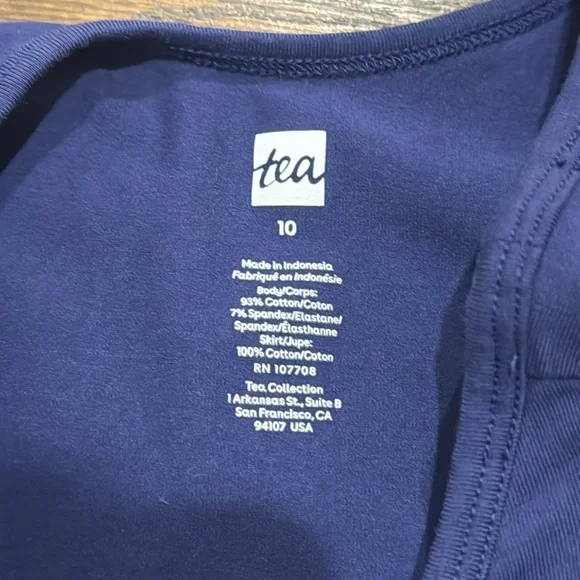 tea
10
Made in Indonesia
Fabriqué en Indonésie
Body/Corps:
93% Cotton/Coton
7% Spandex/Elastane/
Spandex/Élasthanne
Skirt/Jupe:
100% Cotton/Coton
RN 107708
Tea Collection
1 Arkansas St., Suite B
San Francisco, CA
94107 USA